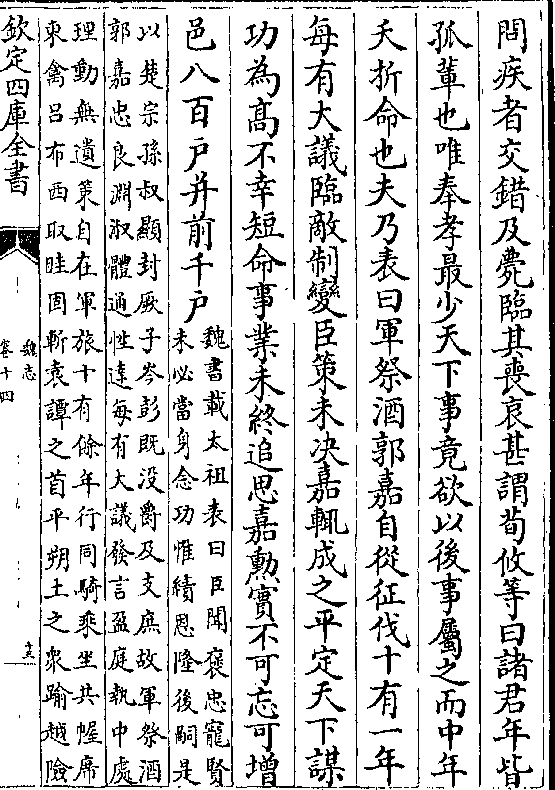 問疾者交錯及薨臨其喪哀甚謂荀攸等曰諸君年皆
孤輩也唯奉孝最少天下事竟欲以後事屬之而中年
夭折命也夫乃表曰軍祭酒郭嘉自從征伐十有一年
每有大議臨敵制變臣策未决嘉輒成之平定天下謀
功為高不幸短命事業未終追思嘉勲實不可忘可增
邑八百戸并前千戸
魏書載太祖表曰臣聞襃忠寵賢
未必當身念功惟績恩隆後嗣是
以楚宗孫叔顯封厥子岑彭既没爵及支庶故軍祭酒
郭嘉忠良淵淑體通性達每有大議發言盈庭執中處
理動無遺策自在軍旅十有餘年行同騎乘坐共幄席
東禽呂布西取眭固斬袁譚之首平朔土之衆踰越險
欽定四庫全書
魏志
卷十四